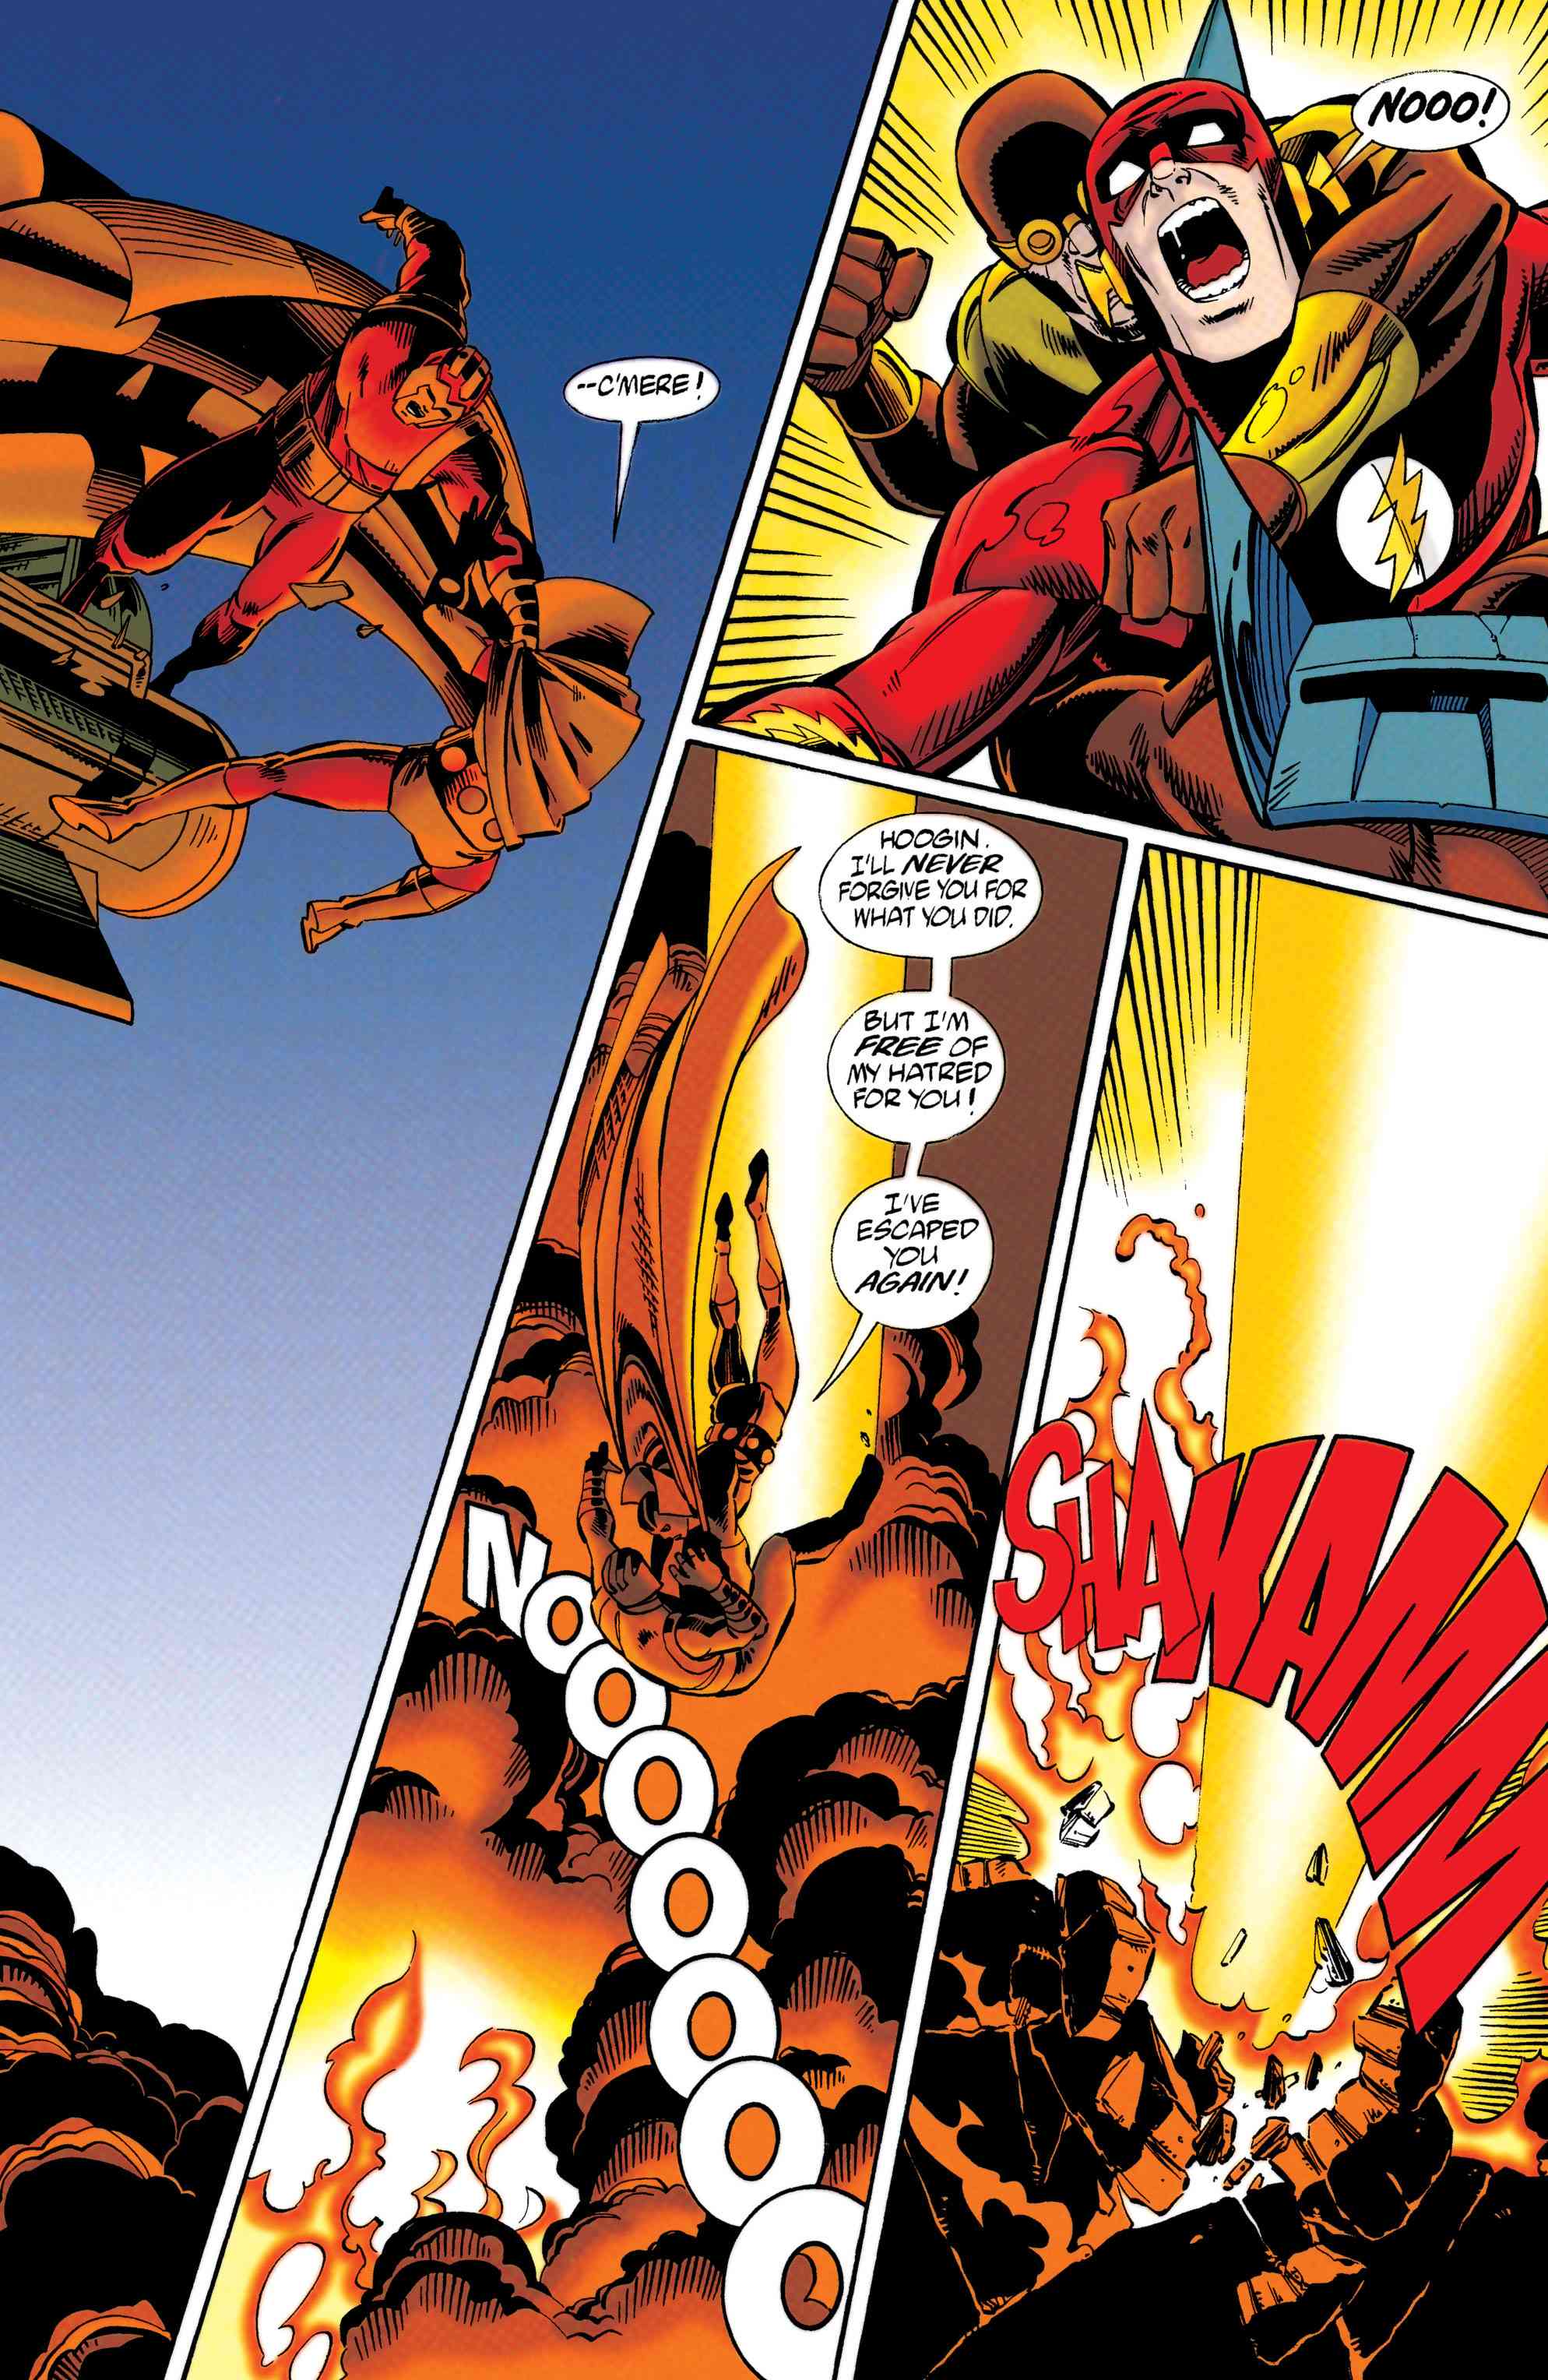 --C'MERE!
NOOO!
HOOGIN.
I'LL NEVER
FORGIVE YOU FOR
WHAT YOU DID.
BUT I'M
FREE OF
MY HATRED
FOR YOU!
I'VE
ESCAPED
YOU
AGAIN!
NOOOOOOOO
SHAKAMM